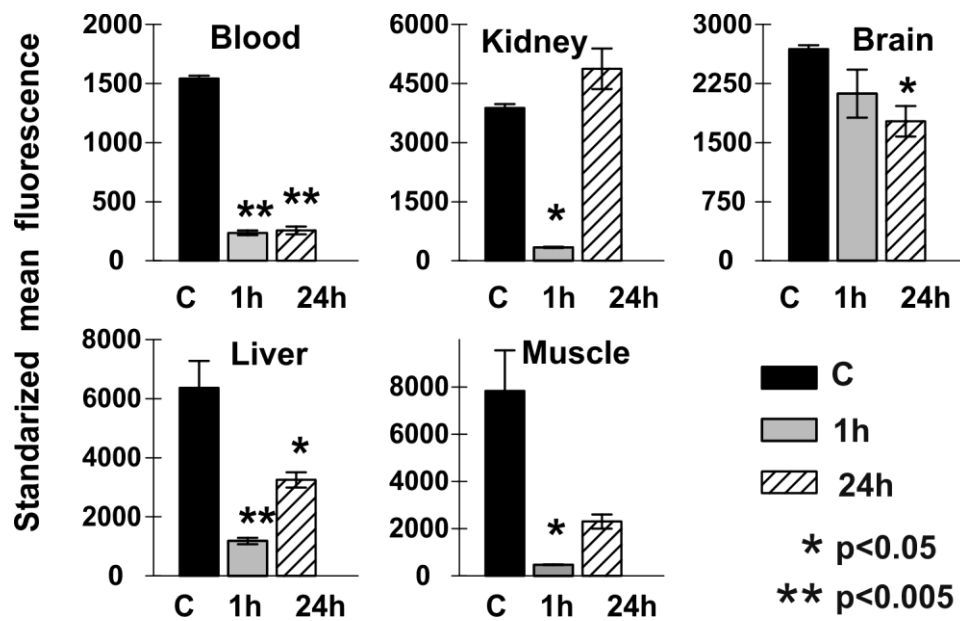 Standarized mean fluorescence
Blood
2000
1500
1000
500
0
**
**
C 1h 24h
Kidney
6000
4500
3000
1500
0
*
C 1h 24h
Brain
3000
2250
1500
750
0
*
C 1h 24h
Liver
8000
6000
4000
2000
0
**
*
C 1h 24h
Muscle
8000
6000
4000
2000
0
*
C 1h 24h
C
1h
24h
* p<0.05
** p<0.005